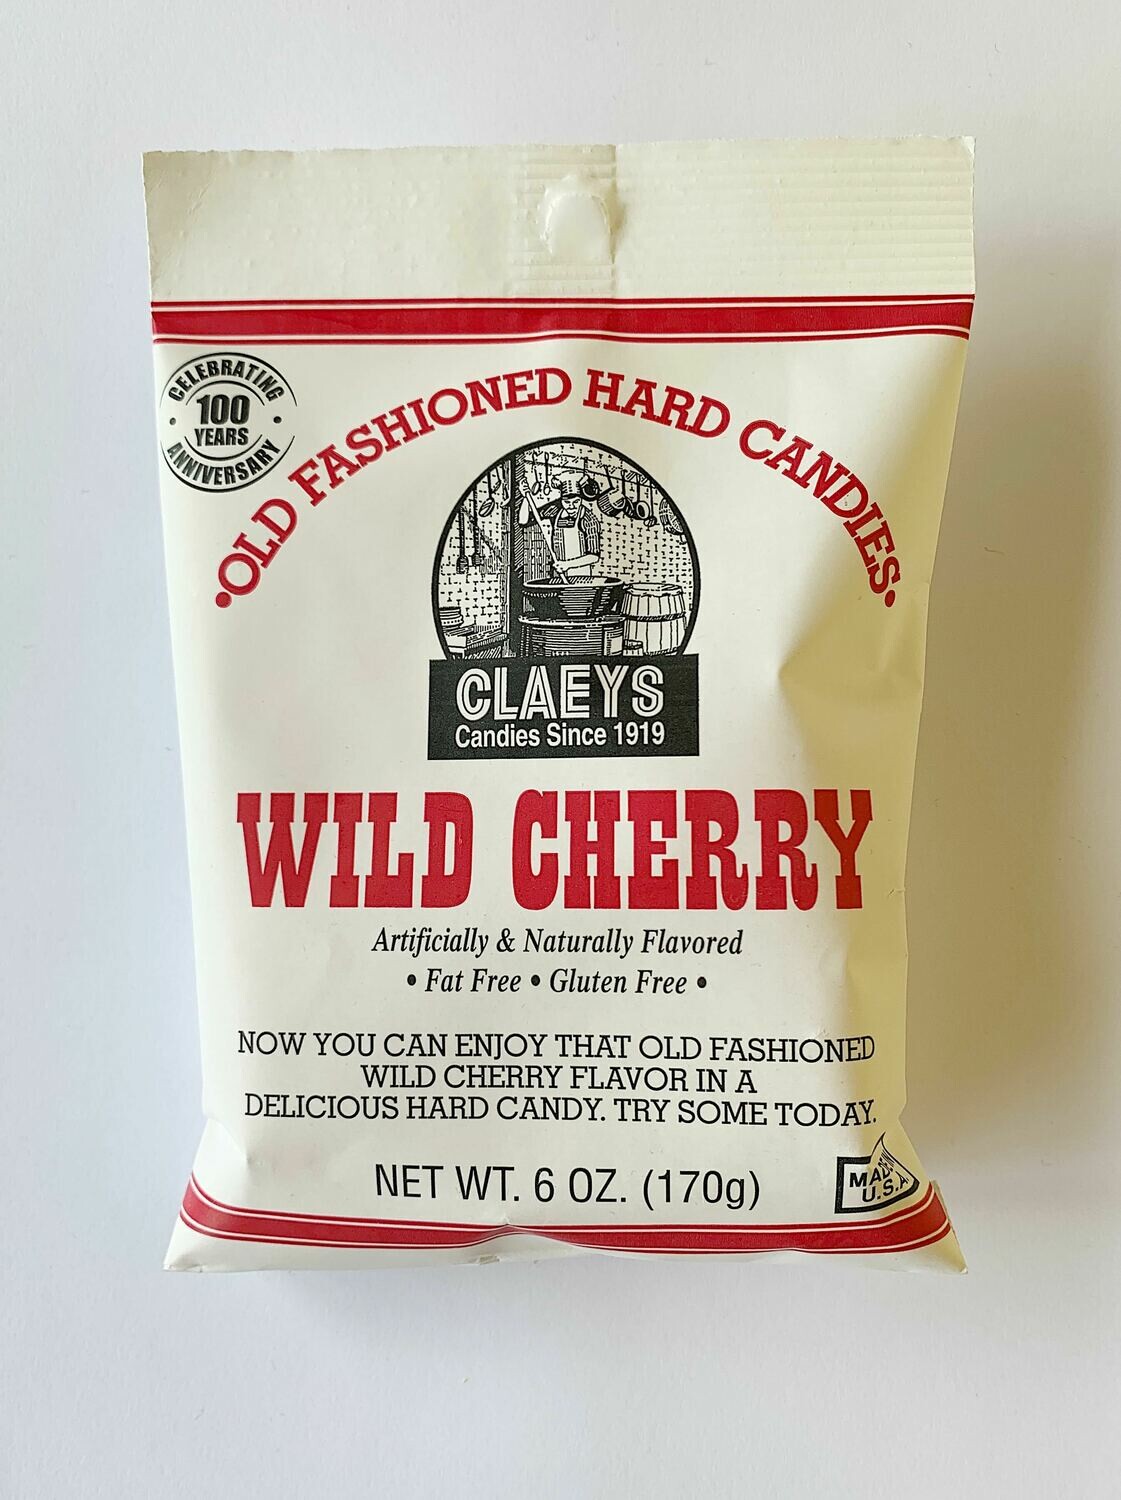 CELEBRATING
100
YEARS
ANNIVERSARY
•OLD FASHIONED HARD CANDIES•
CLAEYS
Candies Since 1919
WILD CHERRY
Artificially & Naturally Flavored
• Fat Free • Gluten Free •
NOW YOU CAN ENJOY THAT OLD FASHIONED
WILD CHERRY FLAVOR IN A
DELICIOUS HARD CANDY. TRY SOME TODAY.
NET WT. 6 OZ. (170g)
MADE IN
U.S.A.